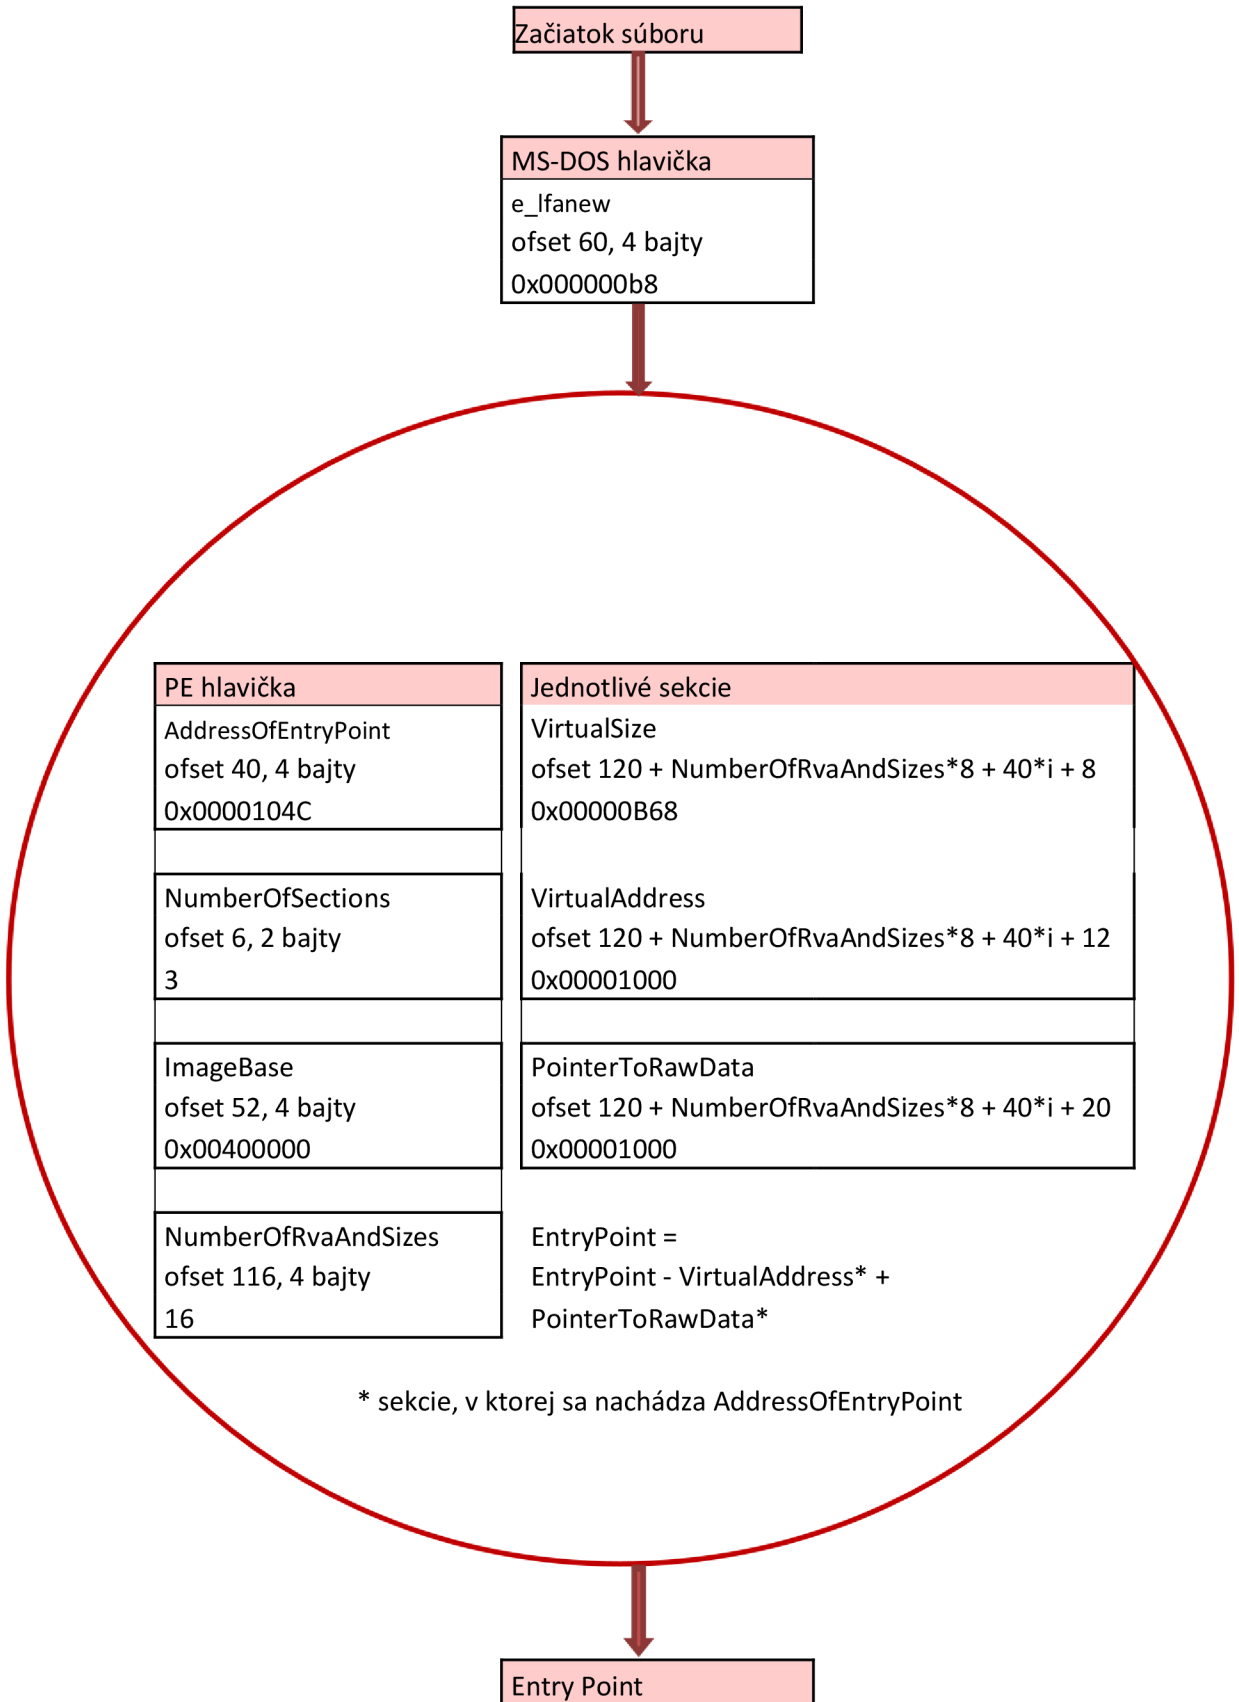 Začiatok súboru
MS-DOS hlavička
e_lfanew
ofset 60, 4 bajty
0x000000b8
PE hlavička
AddressOfEntryPoint
ofset 40, 4 bajty
0x0000104C
NumberOfSections
ofset 6, 2 bajty
3
ImageBase
ofset 52, 4 bajty
0x00400000
NumberOfRvaAndSizes
ofset 116, 4 bajty
16
Jednotlivé sekcie
VirtualSize
ofset 120 + NumberOfRvaAndSizes*8 + 40*i + 8
0x00000B68
VirtualAddress
ofset 120 + NumberOfRvaAndSizes*8 + 40*i + 12
0x00001000
PointerToRawData
ofset 120 + NumberOfRvaAndSizes*8 + 40*i + 20
0x00001000
EntryPoint =
EntryPoint - VirtualAddress* +
PointerToRawData*
* sekcie, v ktorej sa nachádza AddressOfEntryPoint
Entry Point